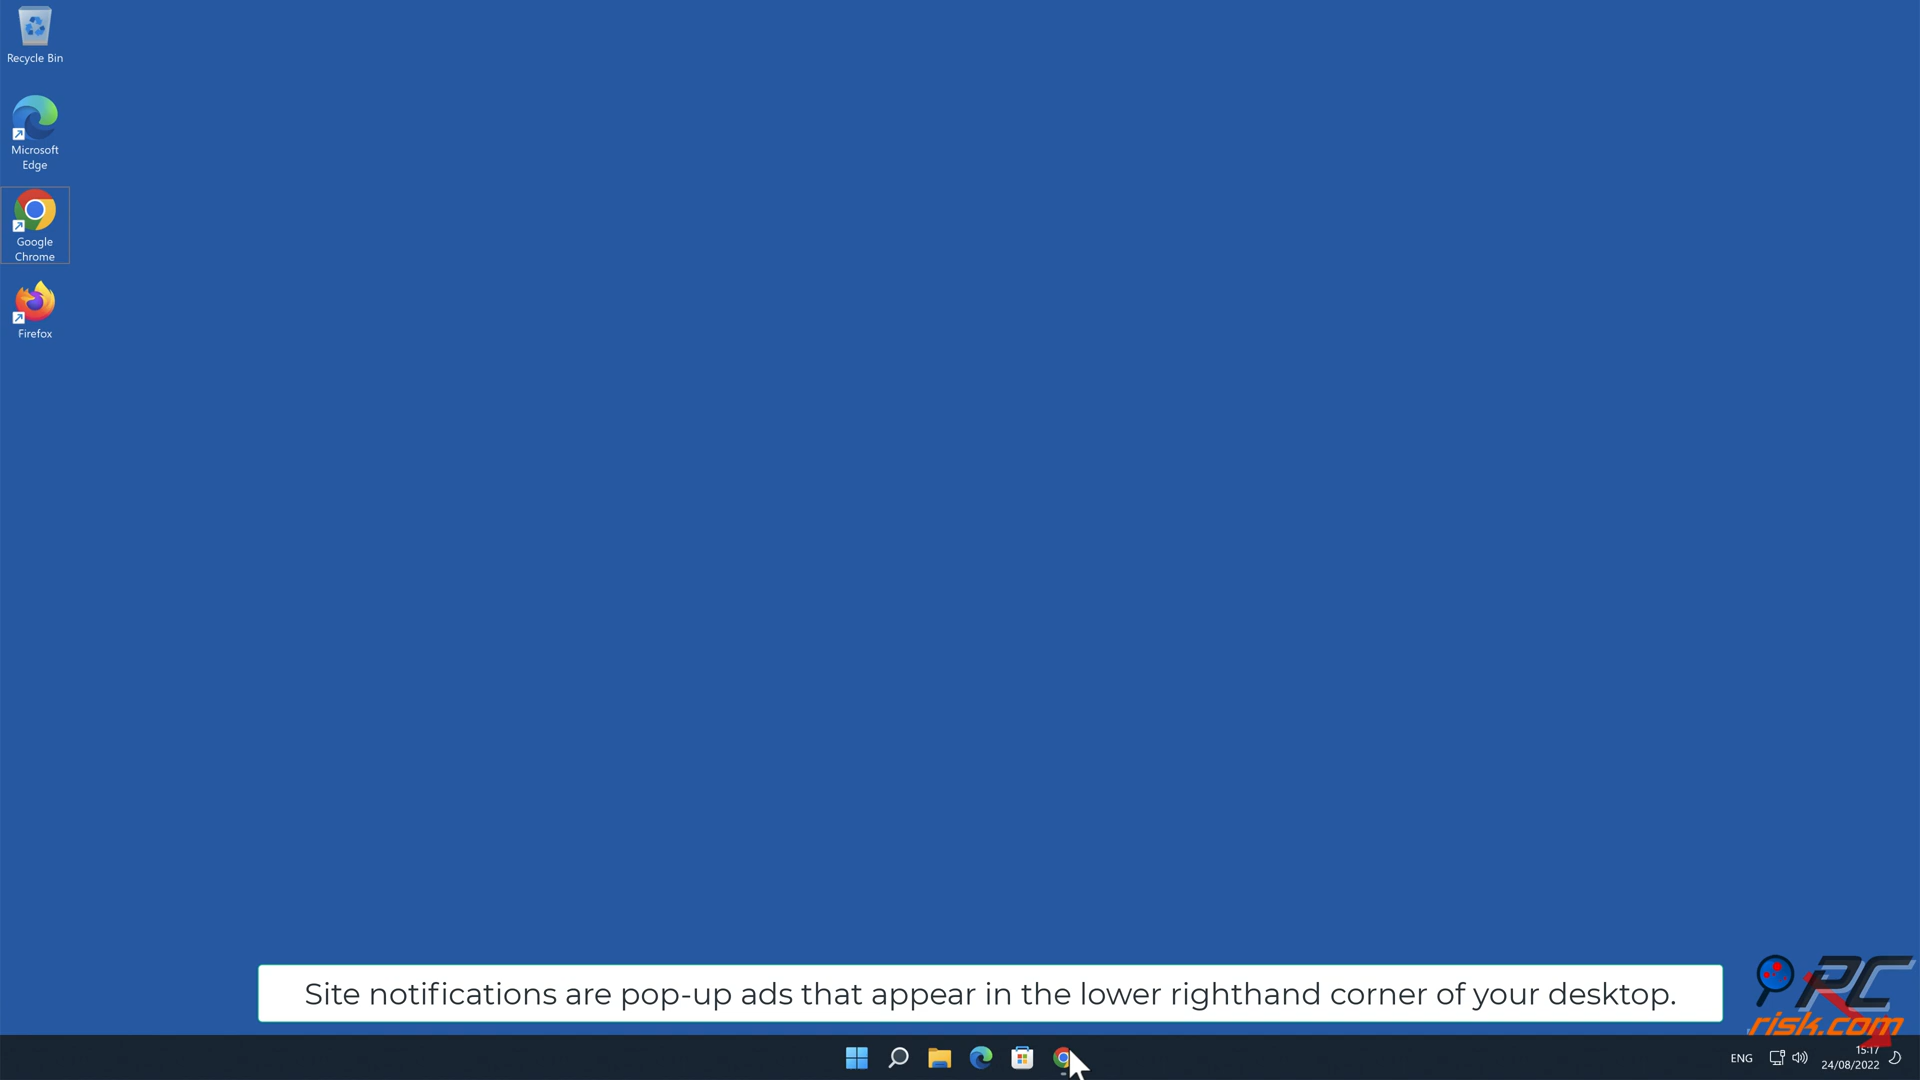 Recycle Bin
Microsoft
Edge
Google
Chrome
Firefox
Site notifications are pop-up ads that appear in the lower righthand corner of your desktop.
PC
risk.com
ENG
15:17
24/08/2022